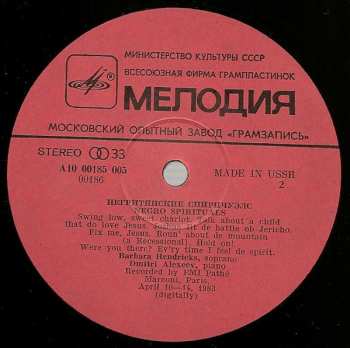 МИНИСТЕРСТВО КУЛЬТУРЫ СССР
ВСЕСОЮЗНАЯ ФИРМА ГРАМПЛАСТИНОК
МЕЛОДИЯ
МОСКОВСКИЙ ОПЫТНЫЙ ЗАВОД «ГРАМЗАПИСЬ»
STEREO 33
А10 00185 005
00186
MADE IN USSR
2
НЕГРИТЯНСКИЕ СПИРИЧУЭЛС
NEGRO SPIRITUALS
Swing low, sweet chariot. Talk about a child
that do love Jesus. Joshua fit de battle ob Jericho.
Fix me, Jesus. Roun' about de mountain
(a Recessional). Hold on!
Were you there? Ev'ry time I feel de spirit.
Barbara Hendricks, soprano
Dmitri Alexeev, piano
Recorded by EMI Pathé
Marconi, Paris,
April 10—14, 1983
(digitally)